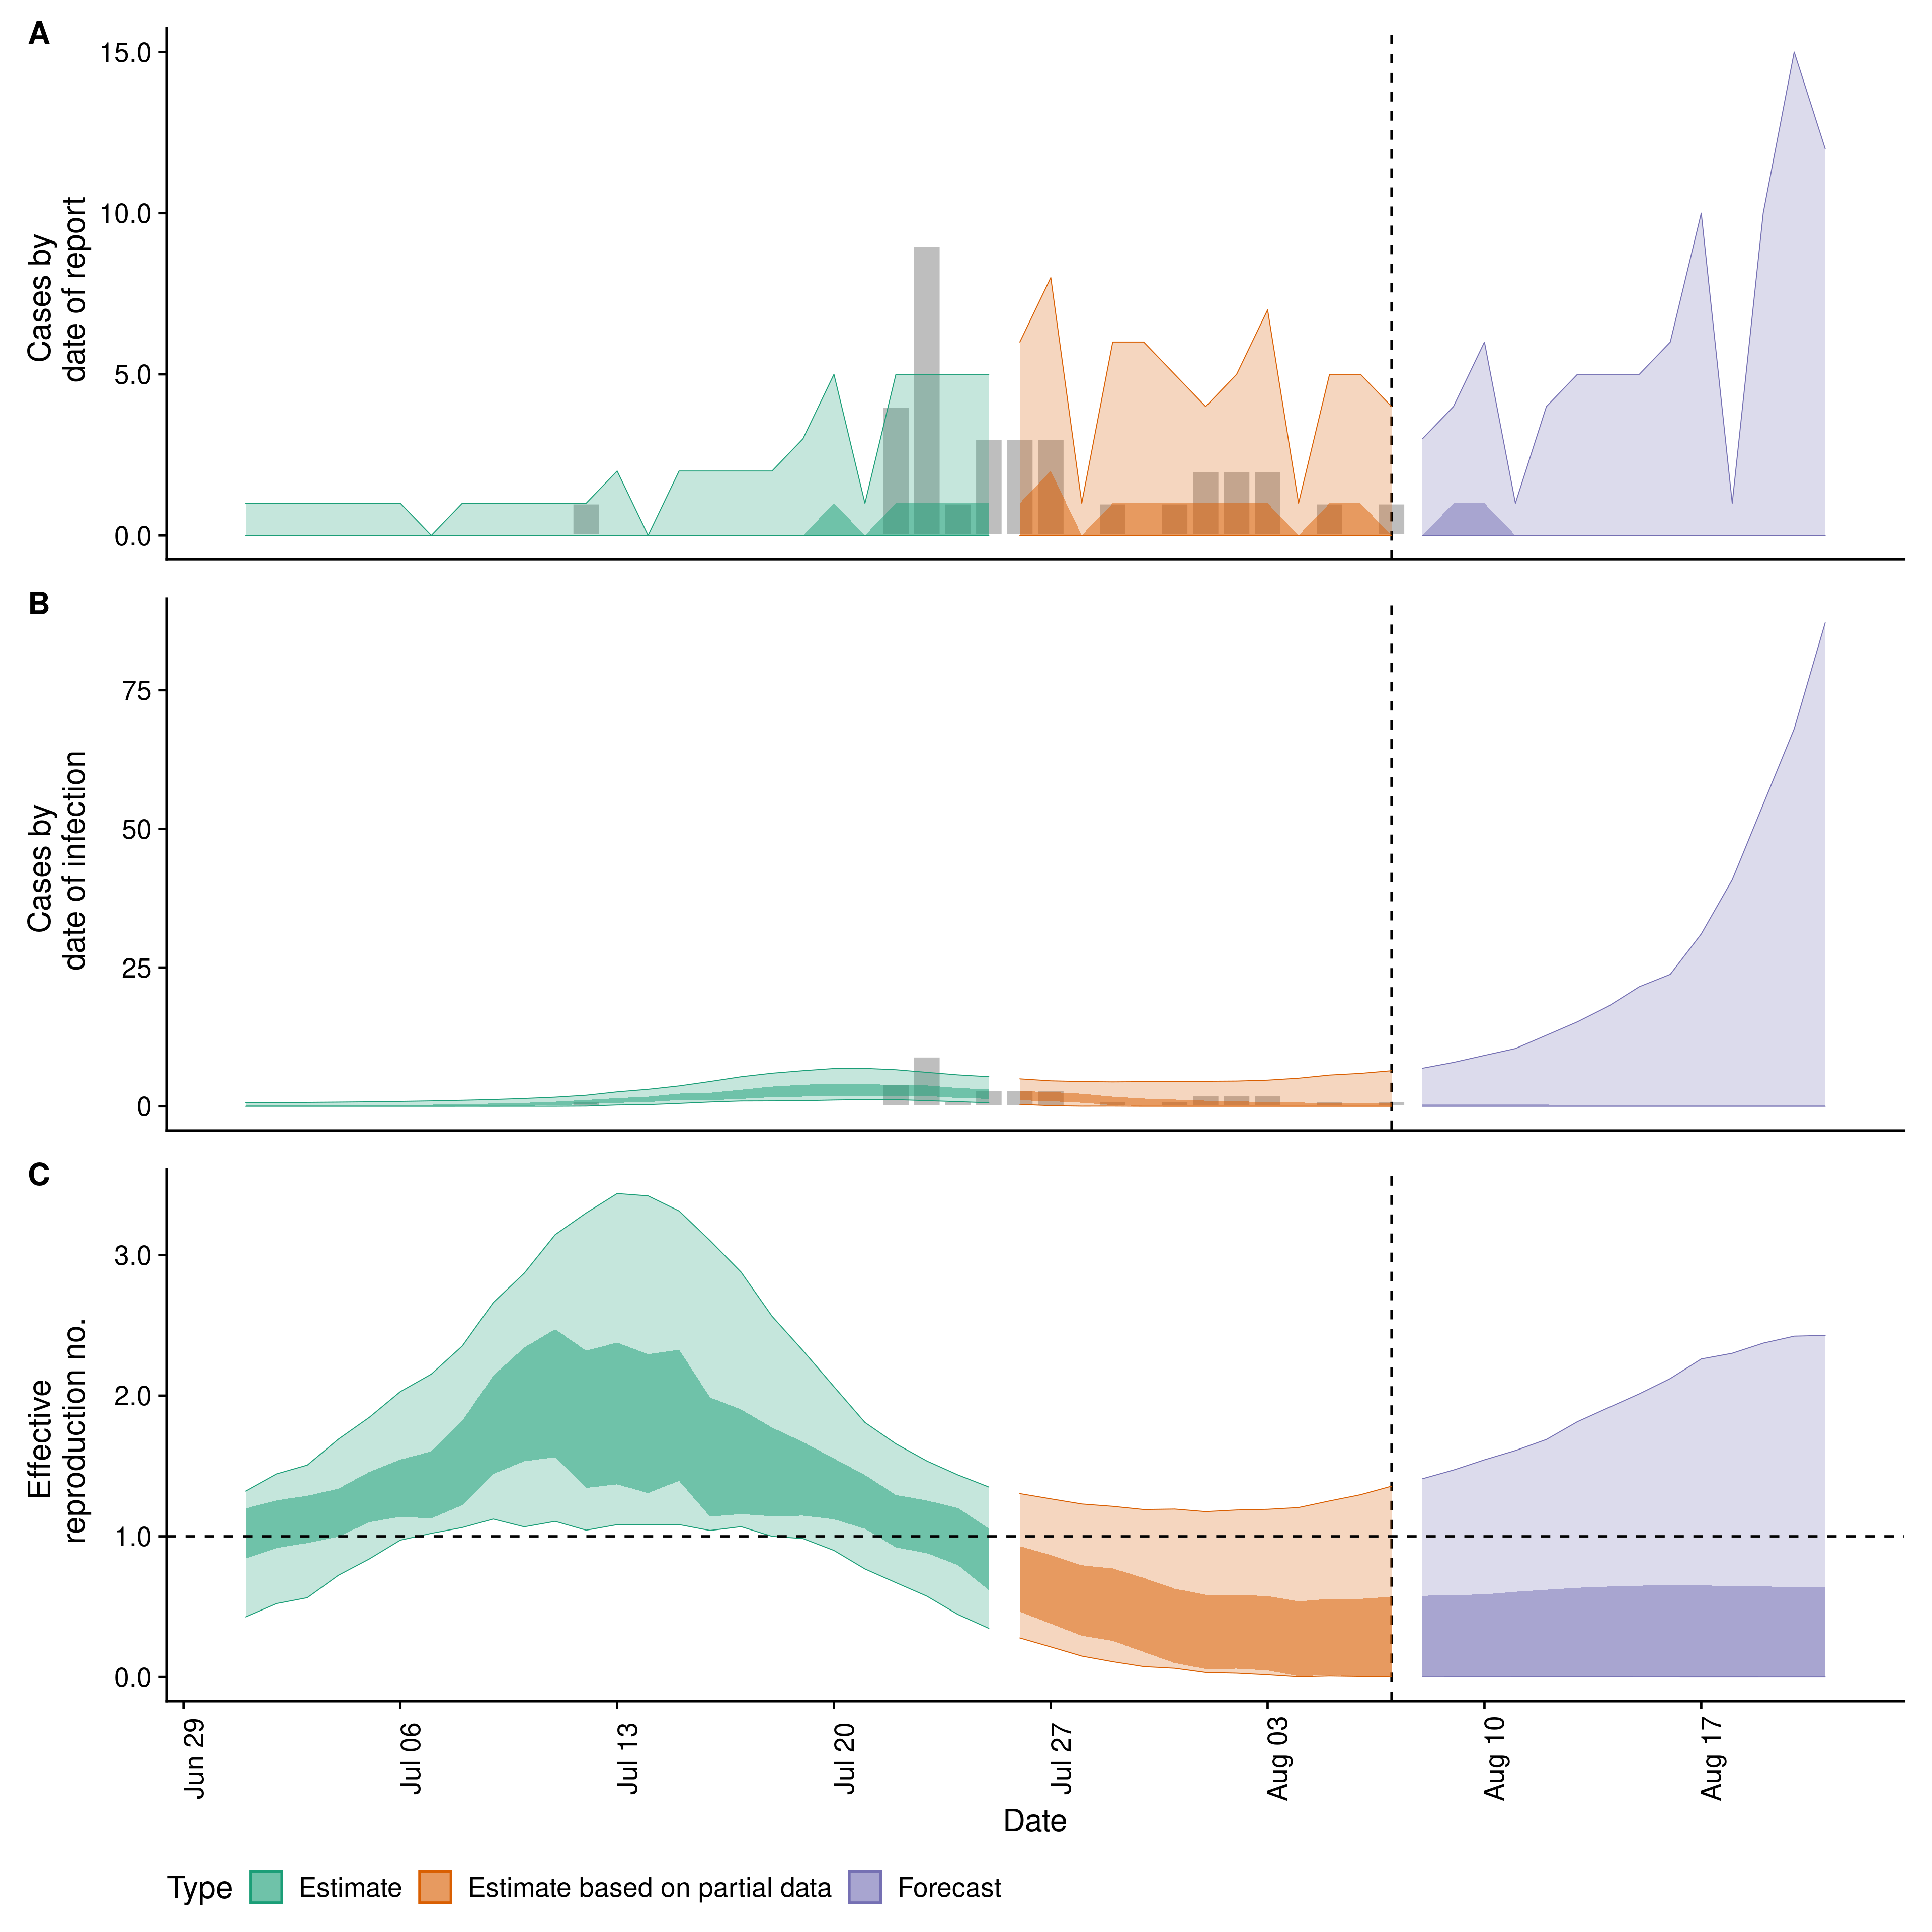 A
Cases by
date of report
15.0
10.0
5.0
0.0
B
Cases by
date of infection
75
50
25
0
C
Effective
reproduction no.
3.0
2.0
1.0
0.0
Jun 29
Jul 06
Jul 13
Jul 20
Jul 27
Aug 03
Aug 10
Aug 17
Date
Type Estimate Estimate based on partial data Forecast